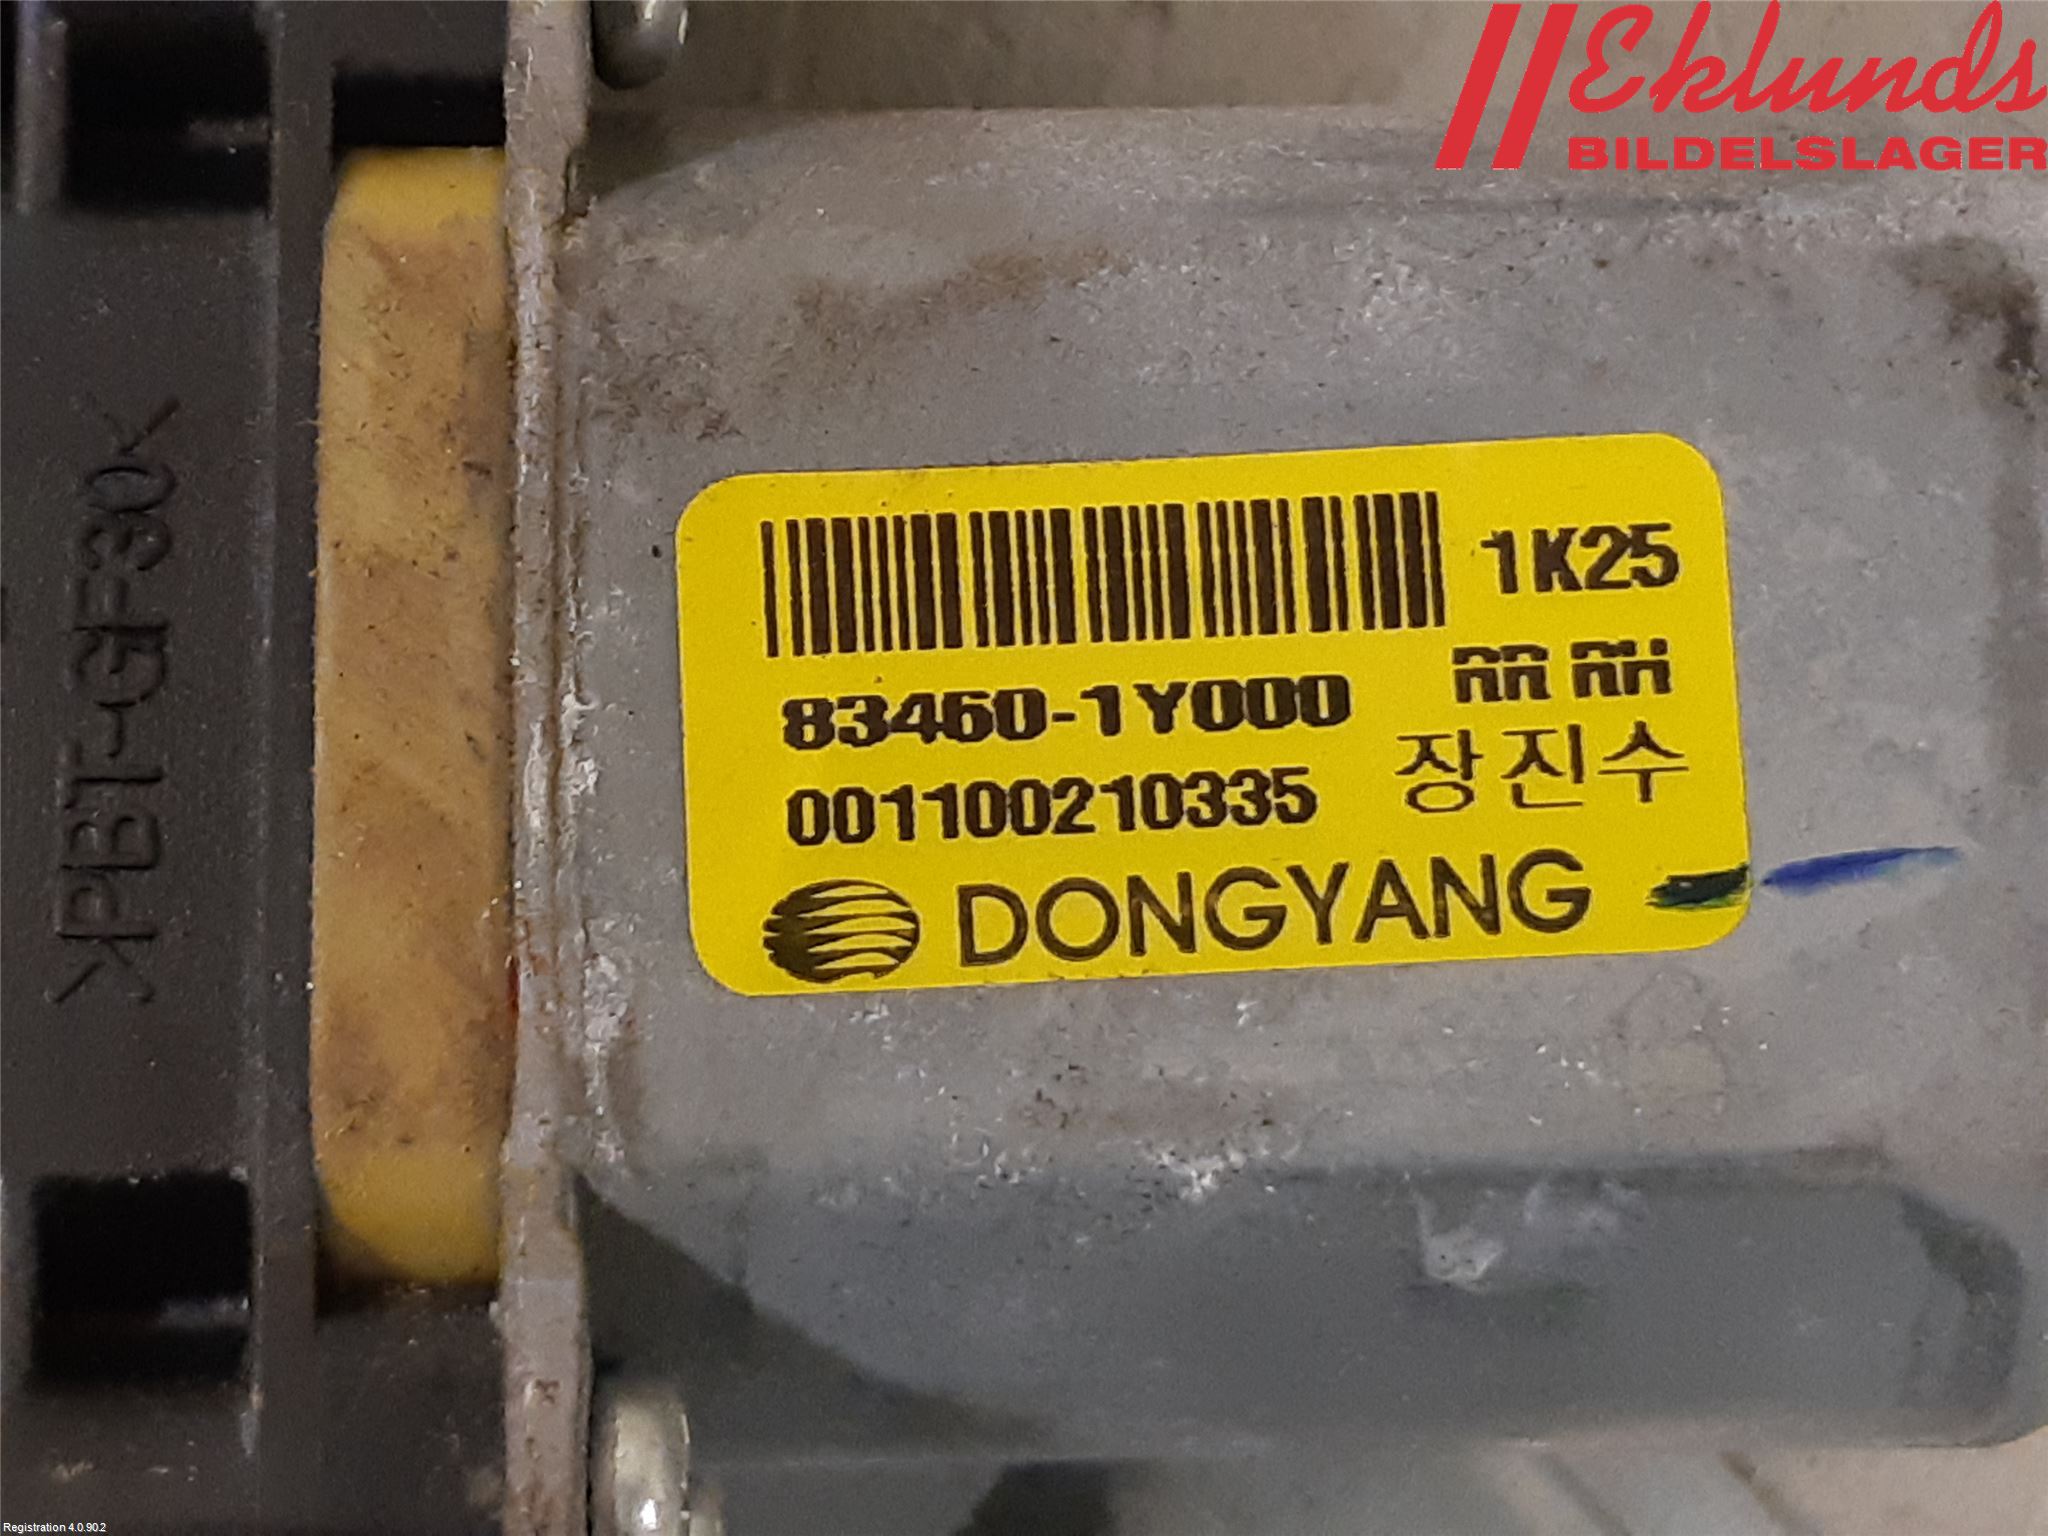 Eklunds
BILDELSLAGER
>PBT-GF30<
1K25
83460-1Y000
001100210335 장진수
DONGYANG
Registration 4.0.90.2